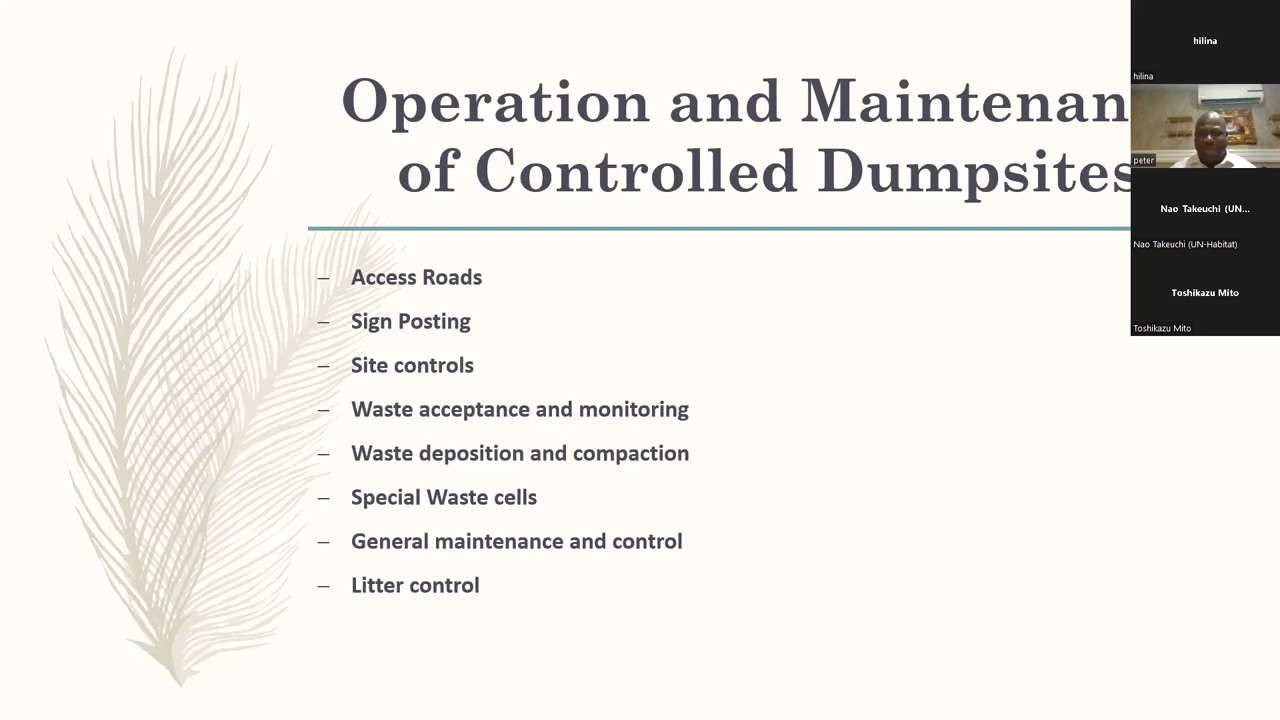 Operation and Maintenan
of Controlled Dumpsites
– Access Roads
– Sign Posting
– Site controls
– Waste acceptance and monitoring
– Waste deposition and compaction
– Special Waste cells
– General maintenance and control
– Litter control
hilina
hilina
peter
Nao Takeuchi (UN...
Nao Takeuchi (UN-Habitat)
Toshikazu Mito
Toshikazu Mito